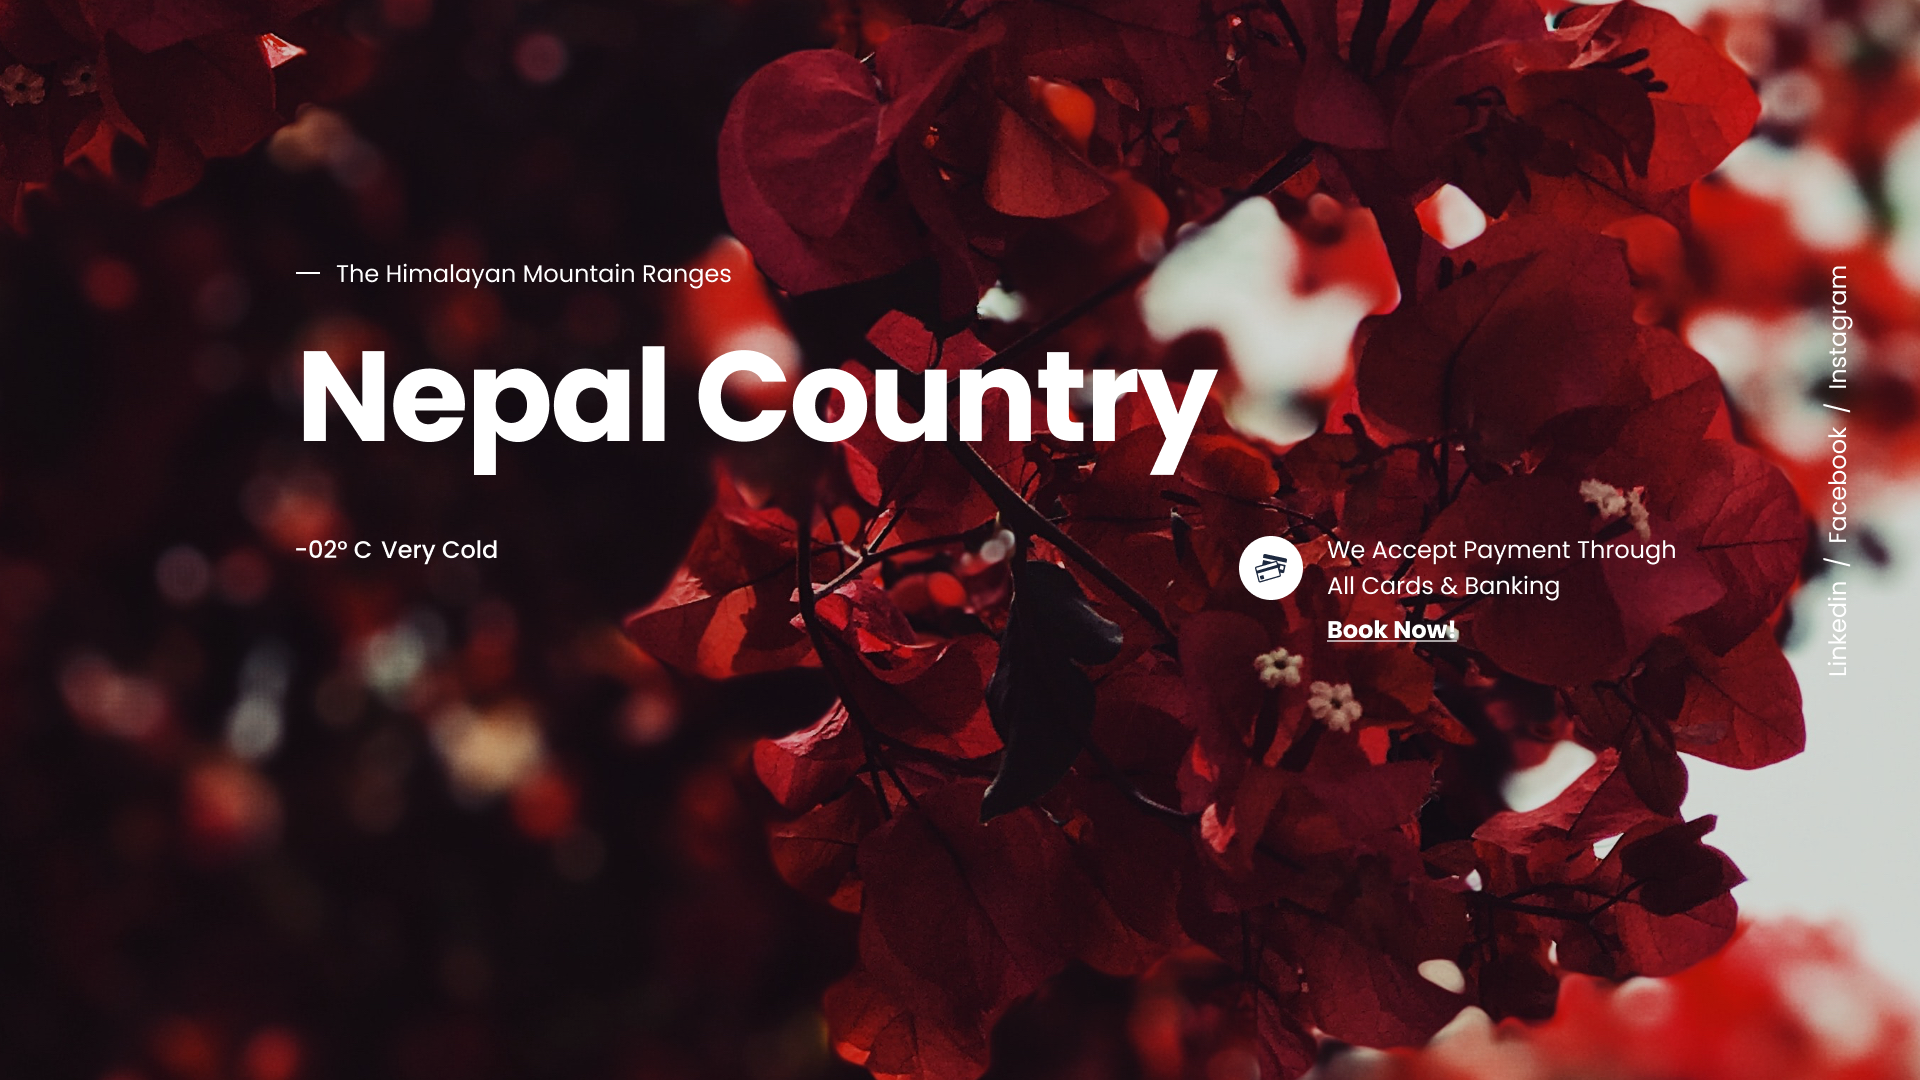 — The Himalayan Mountain Ranges
Nepal Country
-02° C Very Cold
We Accept Payment Through
All Cards & Banking
Book Now!
Linkedin / Facebook / Instagram